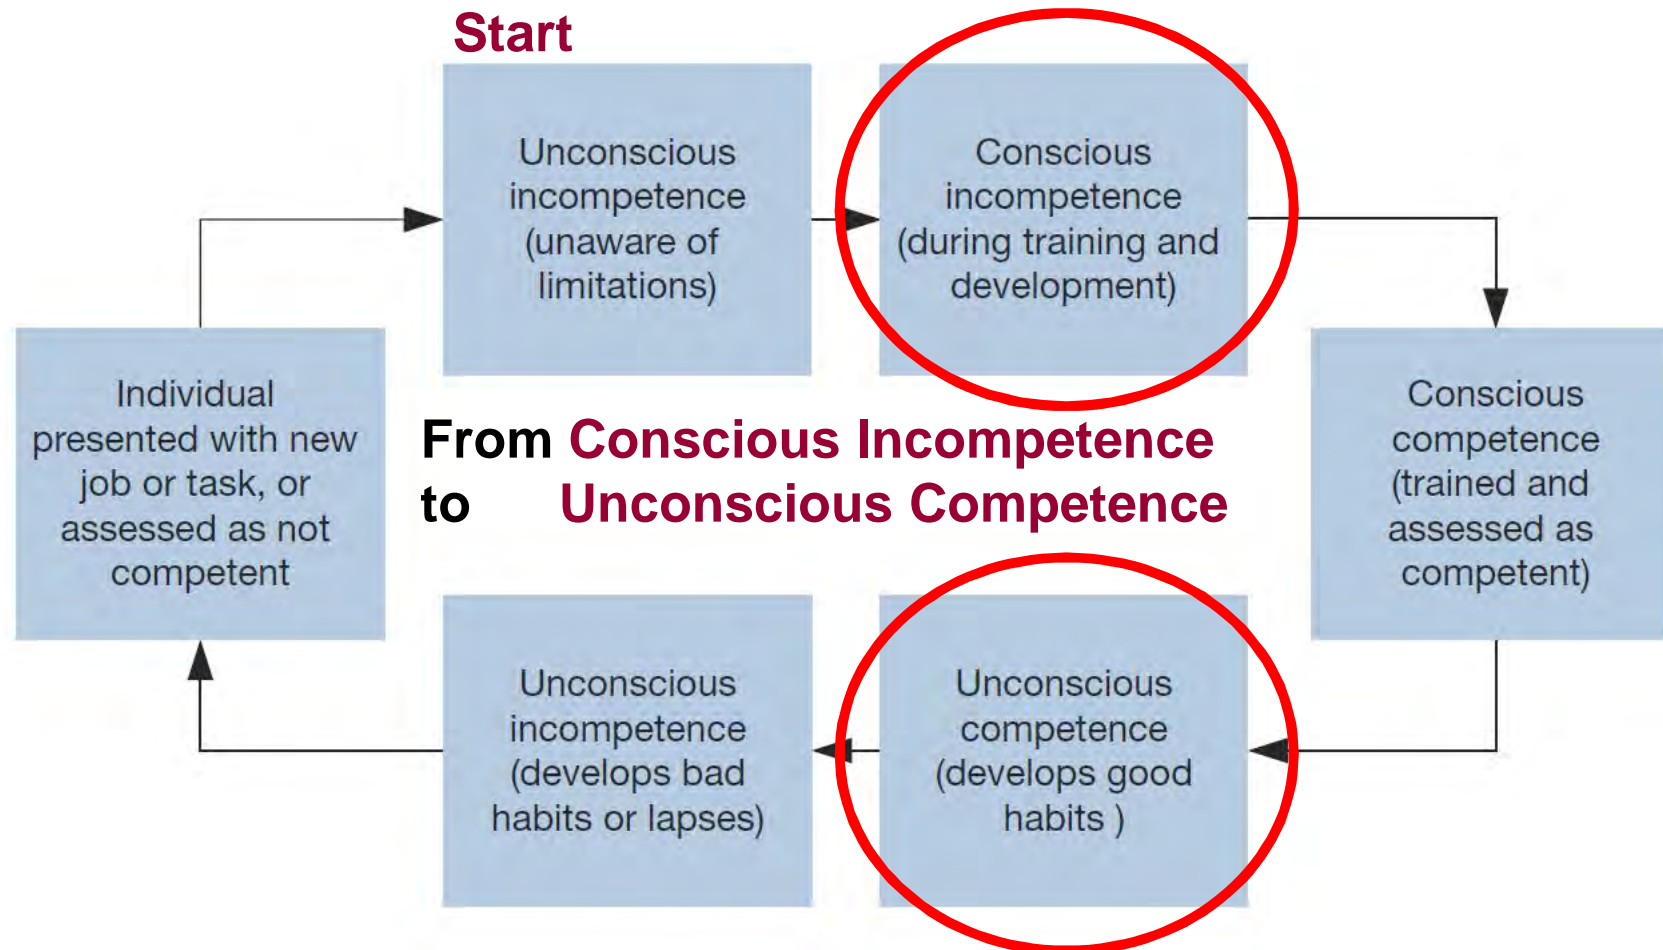 Start
Unconscious
incompetence
(unaware of
limitations)
Conscious
incompetence
(during training and
development)
Conscious
competence
(trained and
assessed as
competent)
Individual
presented with new
job or task, or
assessed as not
competent
From Conscious Incompetence
to Unconscious Competence
Unconscious
incompetence
(develops bad
habits or lapses)
Unconscious
competence
(develops good
habits )